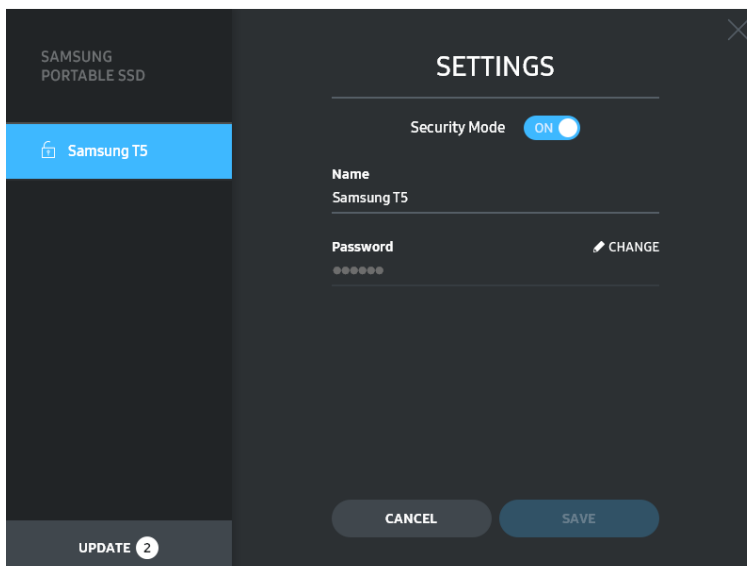 SAMSUNG
PORTABLE SSD
Samsung T5
UPDATE 2
SETTINGS
Security Mode ON
Name
Samsung T5
Password CHANGE
●●●●●●
CANCEL SAVE